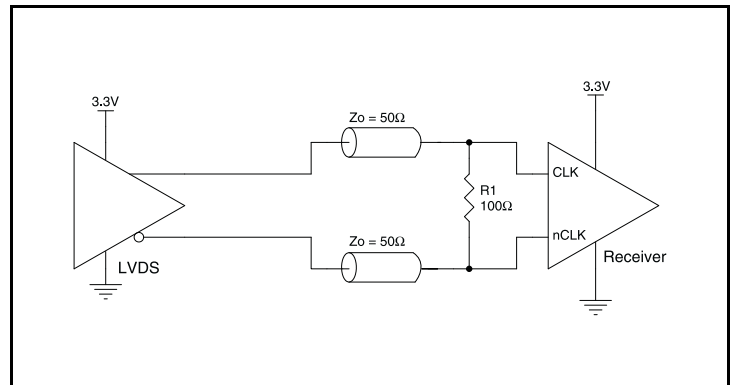 3.3V
3.3V
Zo = 50Ω
CLK
R1
100Ω
nCLK
Zo = 50Ω
LVDS
Receiver